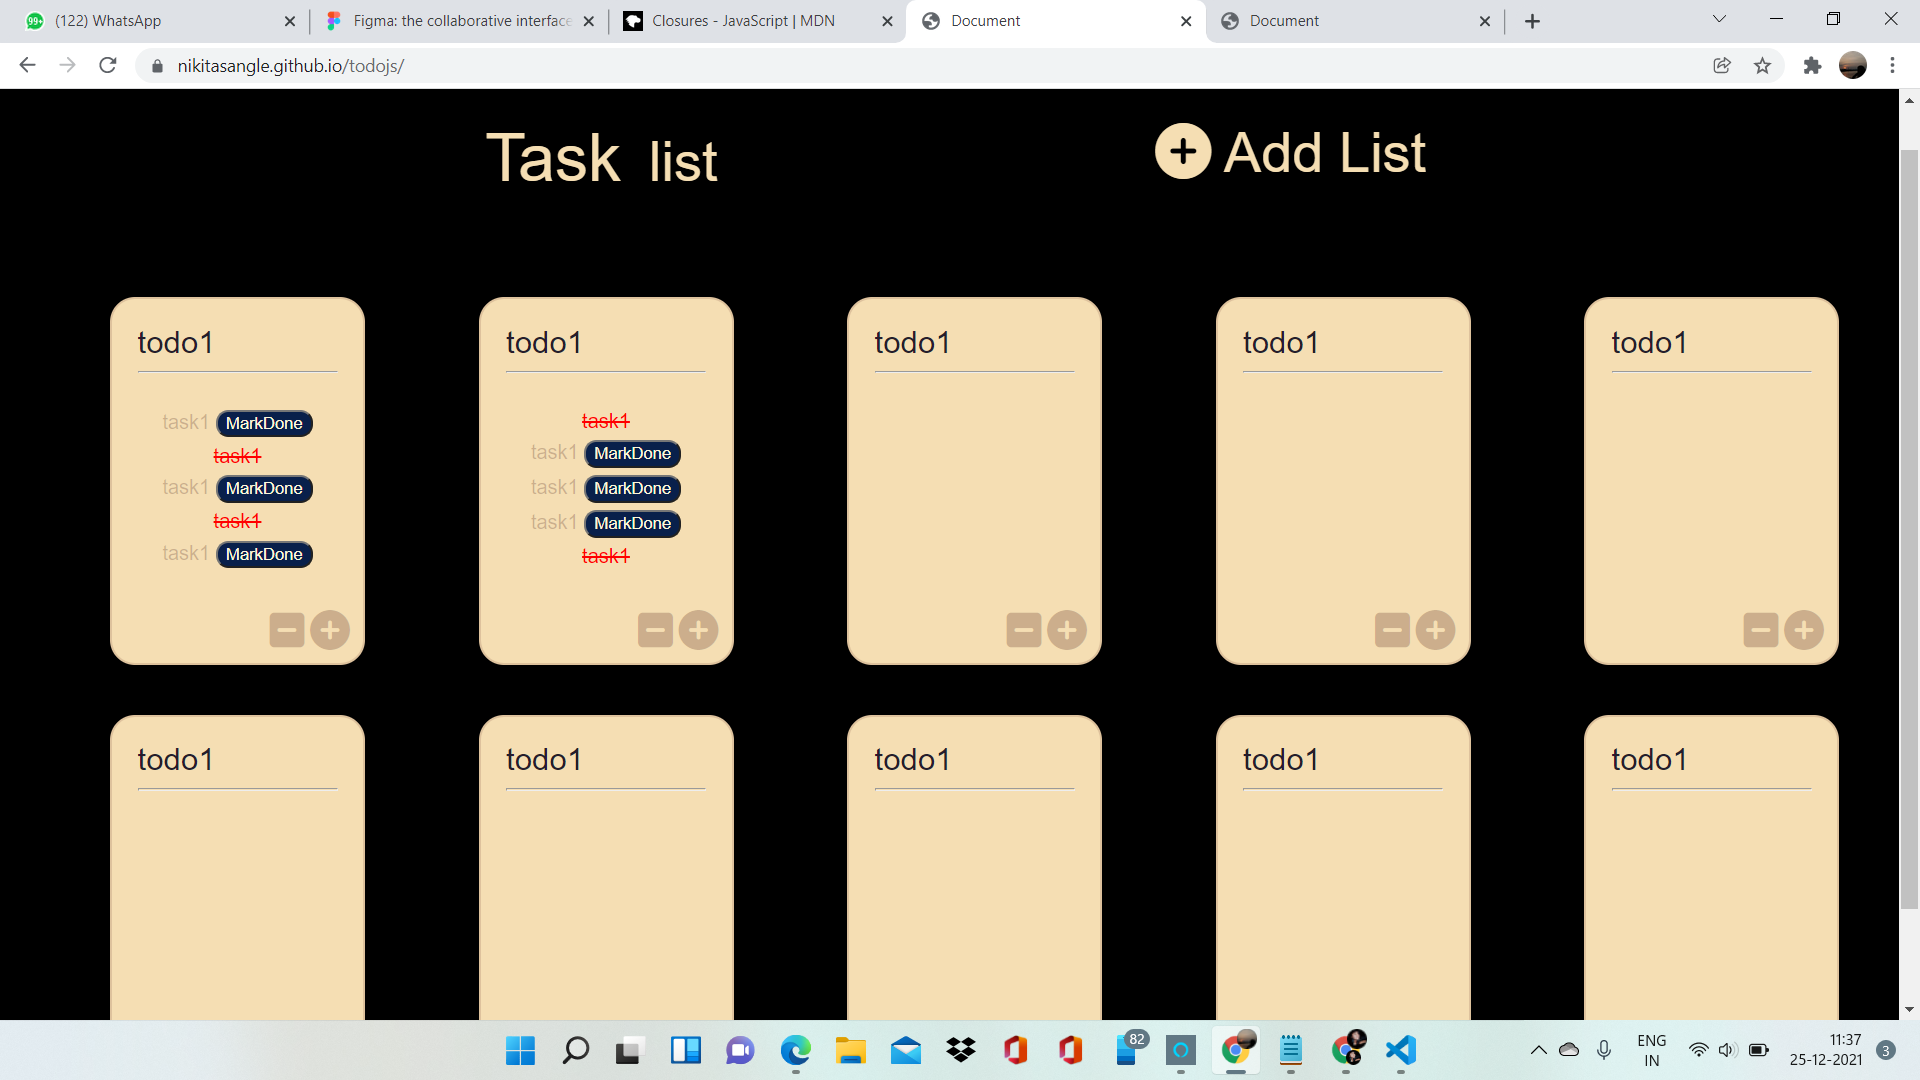 99+ (122) WhatsApp
Figma: the collaborative interface
Closures - JavaScript | MDN
Document
Document
nikitasangle.github.io/todojs/
Task list
Add List
todo1
task1 MarkDone
task1
task1 MarkDone
task1
task1 MarkDone
todo1
task1
task1 MarkDone
task1 MarkDone
task1 MarkDone
task1
todo1
todo1
todo1
todo1
todo1
todo1
todo1
todo1
82
ENG
IN
11:37
25-12-2021
3